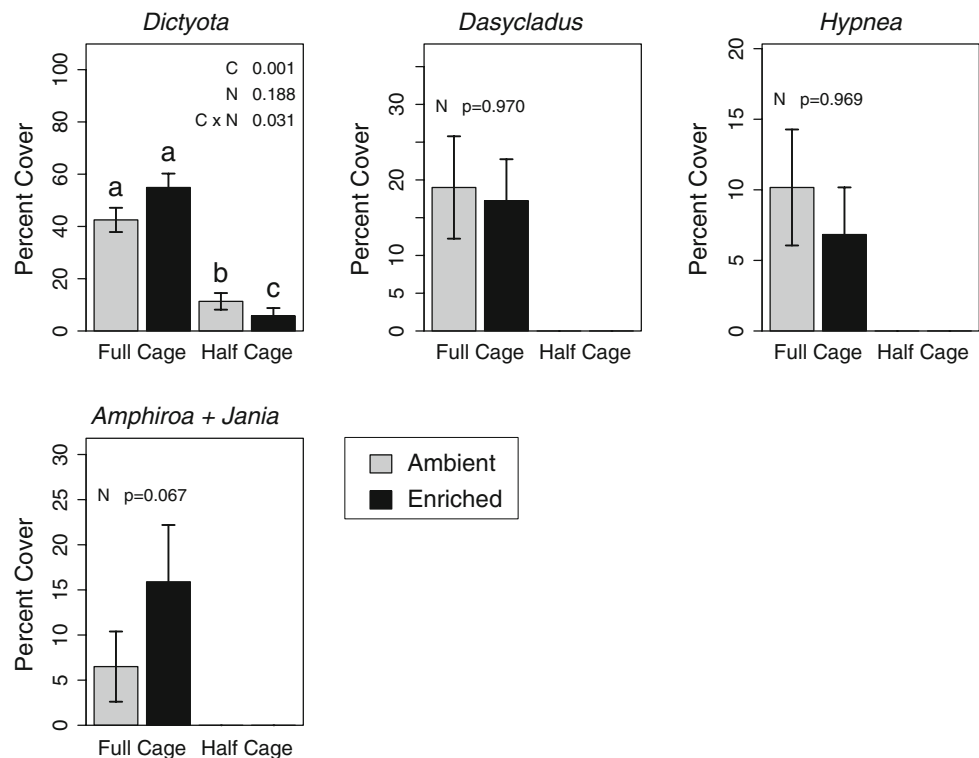 Dictyota
Percent Cover
100
80
60
40
20
0
C 0.001
N 0.188
C x N 0.031
a
a
b
c
Full Cage Half Cage
Dasycladus
Percent Cover
30
20
10
5
0
N p=0.970
Full Cage Half Cage
Hypnea
Percent Cover
20
15
10
5
0
N p=0.969
Full Cage Half Cage
Amphiroa + Jania
Percent Cover
30
25
20
15
10
5
0
N p=0.067
Full Cage Half Cage
Ambient
Enriched